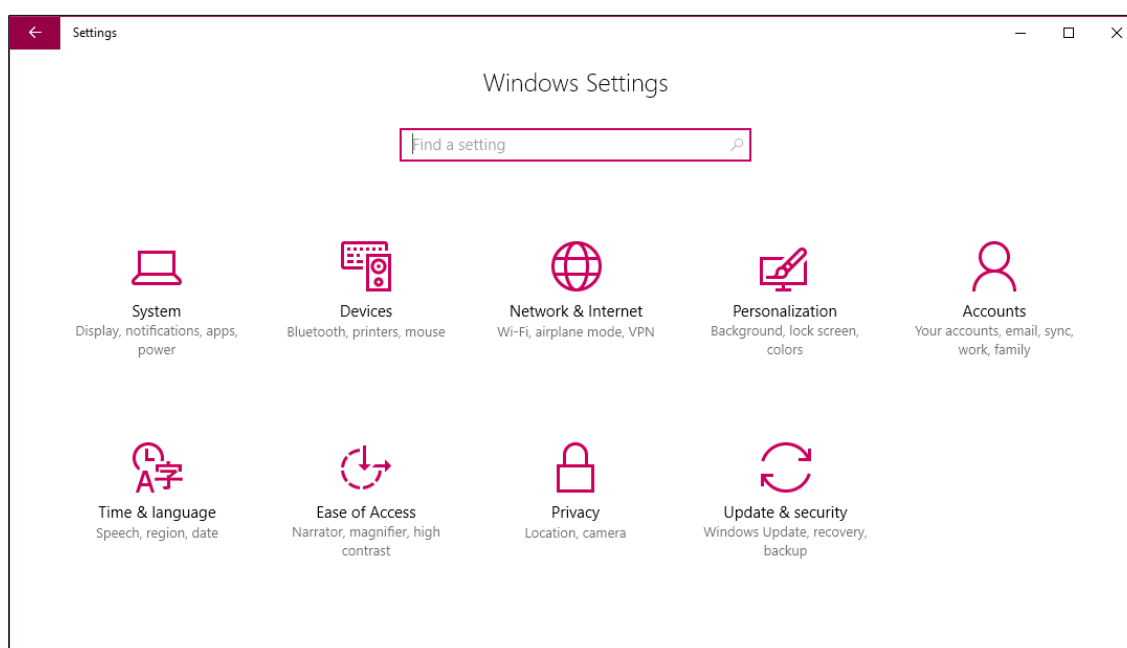 Settings
Windows Settings
Find a setting
System
Display, notifications, apps,
power
Devices
Bluetooth, printers, mouse
Network & Internet
Wi-Fi, airplane mode, VPN
Personalization
Background, lock screen,
colors
Accounts
Your accounts, email, sync,
work, family
A字
Time & language
Speech, region, date
Ease of Access
Narrator, magnifier, high
contrast
Privacy
Location, camera
Update & security
Windows Update, recovery,
backup